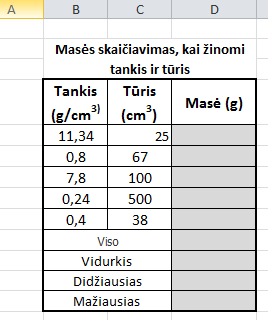 A B C D
Masės skaičiavimas, kai žinomi
tankis ir tūris
Tankis (g/cm³) Tūris (cm³) Masė (g)
11,34 25
0,8 67
7,8 100
0,24 500
0,4 38
Viso
Vidurkis
Didžiausias
Mažiausias